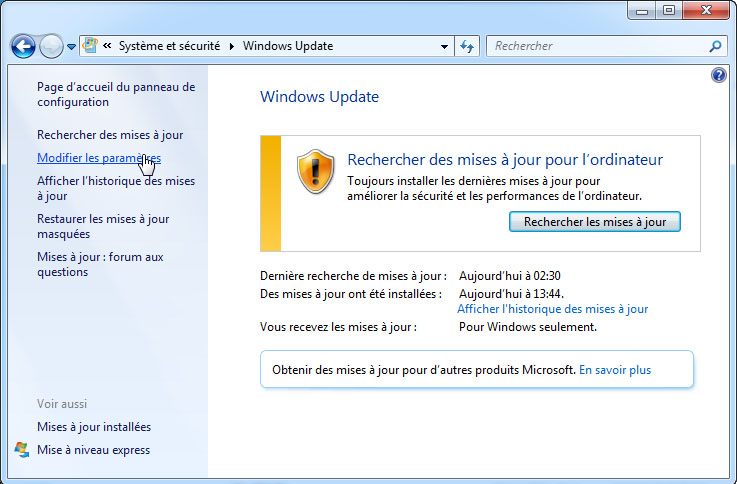 « Système et sécurité Windows Update
Rechercher
Page d'accueil du panneau de
configuration
Rechercher des mises à jour
Modifier les paramètres
Afficher l'historique des mises
à jour
Restaurer les mises à jour
masquées
Mises à jour : forum aux
questions
Voir aussi
Mises à jour installées
Mise à niveau express
Windows Update
Rechercher des mises à jour pour l'ordinateur
Toujours installer les dernières mises à jour pour
améliorer la sécurité et les performances de l'ordinateur.
Rechercher les mises à jour
Dernière recherche de mises à jour : Aujourd'hui à 02:30
Des mises à jour ont été installées : Aujourd'hui à 13:44.
Afficher l'historique des mises à jour
Vous recevez les mises à jour : Pour Windows seulement.
Obtenir des mises à jour pour d'autres produits Microsoft. En savoir plus